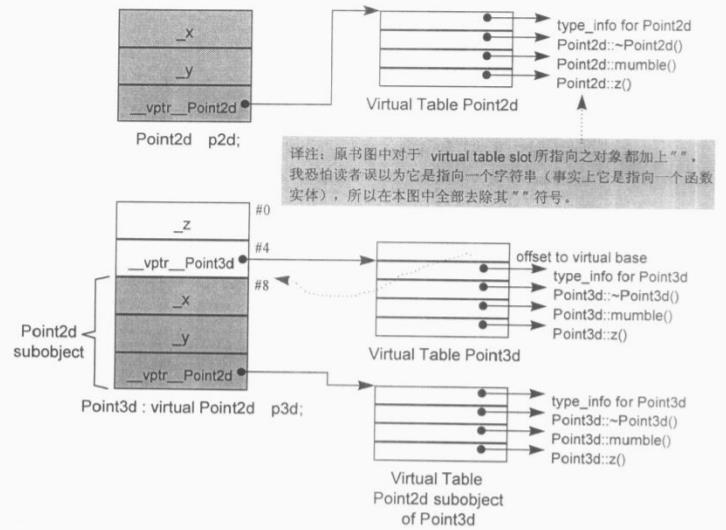 _x
_y
__vptr__Point2d
Point2d p2d;
type_info for Point2d
Point2d::~Point2d()
Point2d::mumble()
Point2d::z()
Virtual Table Point2d
译注：原书图中对于 virtual table slot所指向之对象都加上""，
我恐怕读者误以为它是指向一个字符串（事实上它是指向一个函数
实体），所以在本图中全部去除其""符号。
#0
_z
#4
__vptr__Point3d
#8
_x
_y
__vptr__Point2d
Point2d
subobject
Point3d : virtual Point2d p3d;
offset to virtual base
type_info for Point3d
Point3d::~Point3d()
Point3d::mumble()
Point3d::z()
Virtual Table Point3d
type_info for Point3d
Point3d::~Point3d()
Point3d::mumble()
Point3d::z()
Virtual Table
Point2d subobject
of Point3d